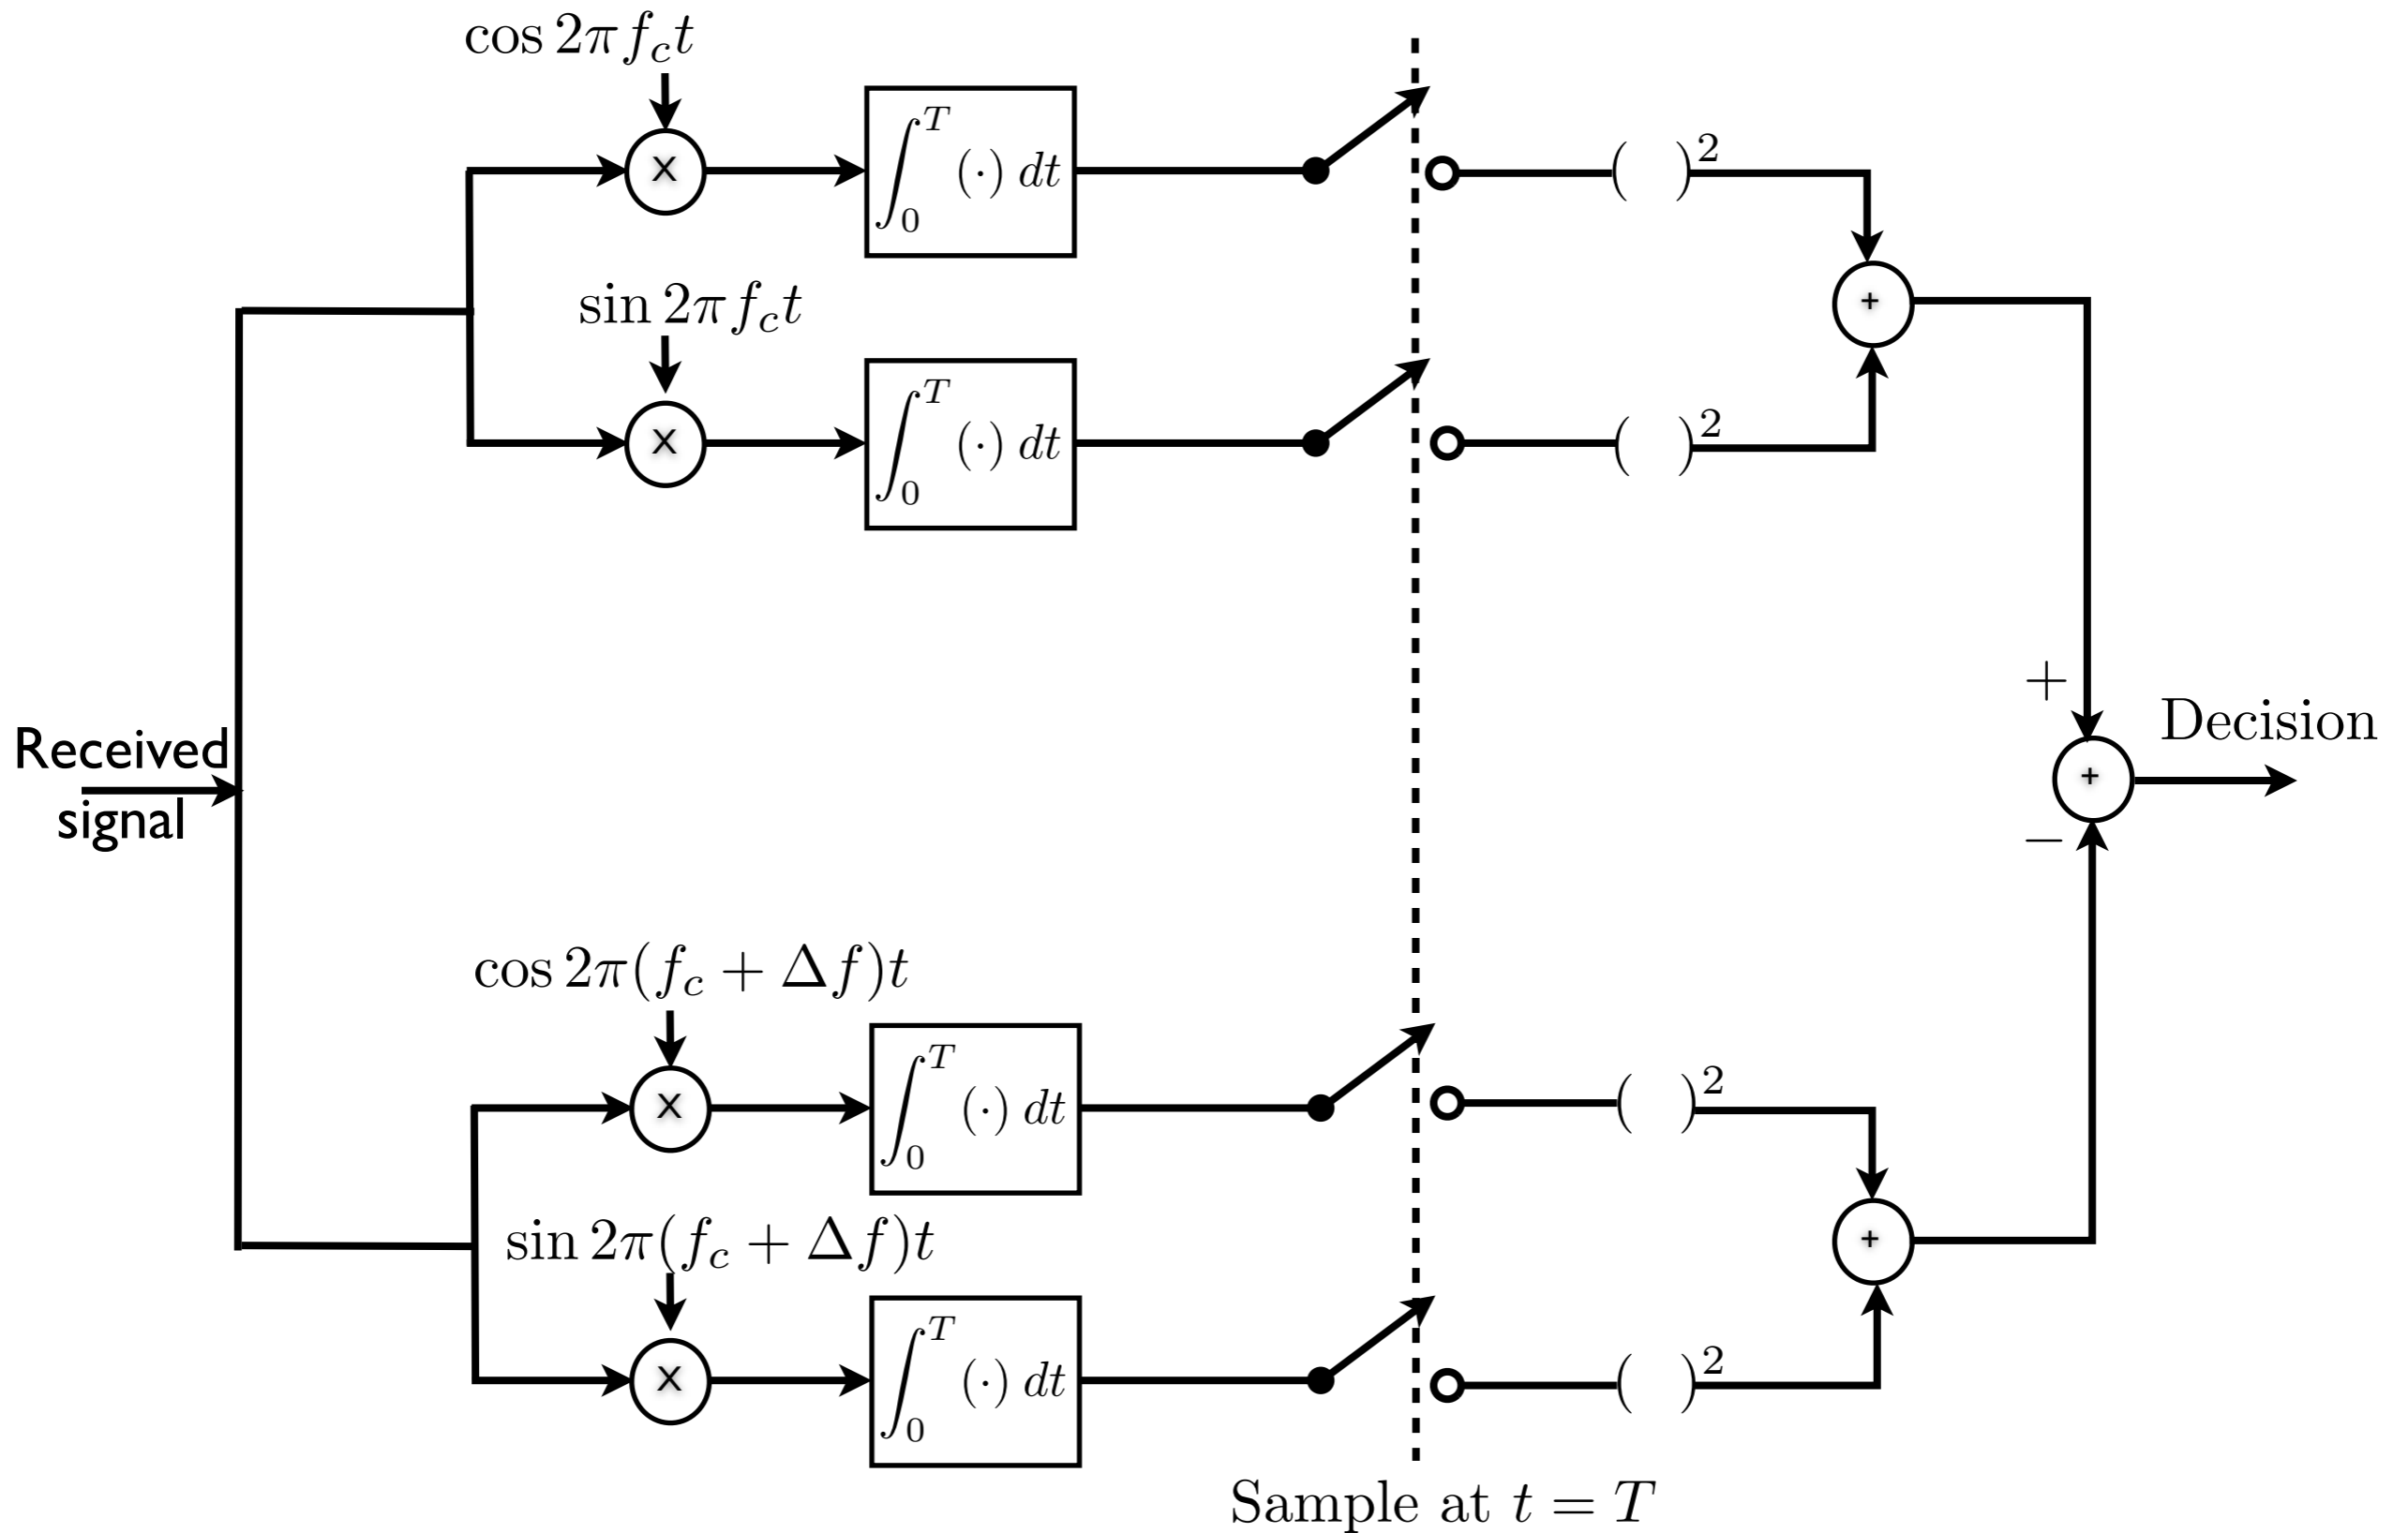 cos 2πf_c t
X
∫_0^T (·) dt
( )²
sin 2πf_c t
+
X
∫_0^T (·) dt
( )²
+
Decision
Received
signal
+
−
cos 2π(f_c + Δf)t
X
∫_0^T (·) dt
( )²
sin 2π(f_c + Δf)t
+
X
∫_0^T (·) dt
( )²
Sample at t = T